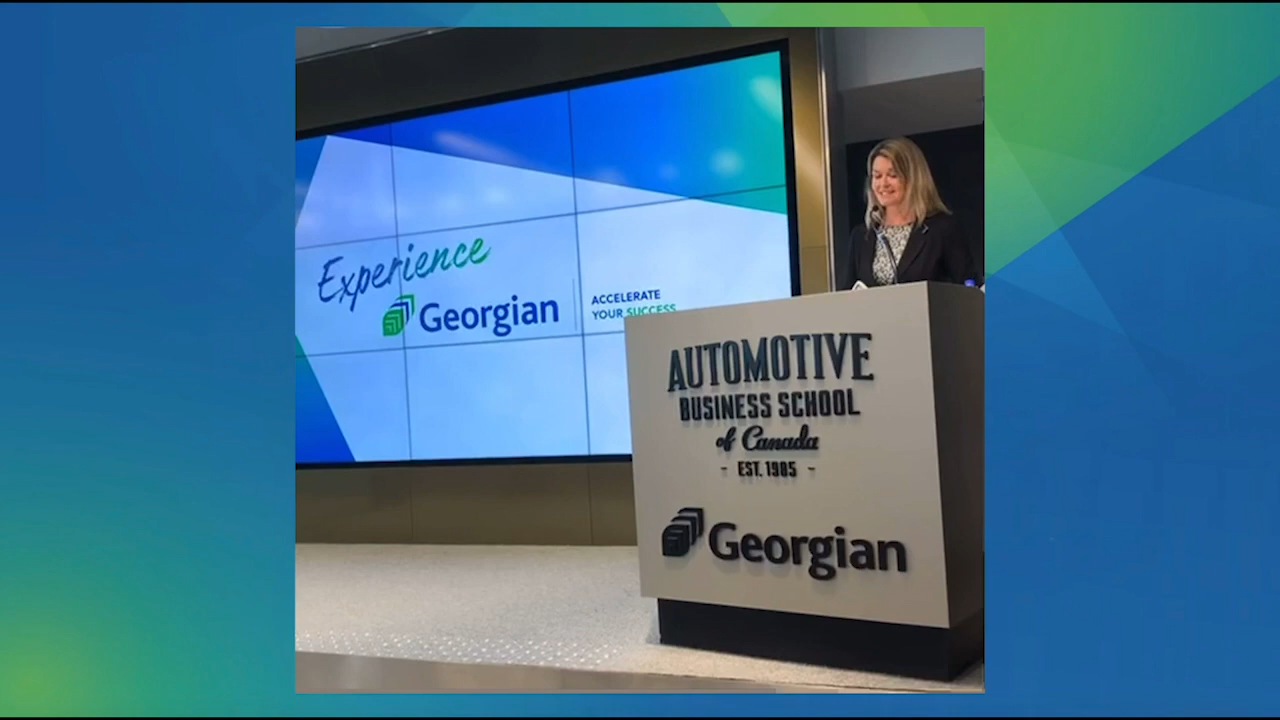 Experience
Georgian
ACCELERATE
YOUR SUCCESS
AUTOMOTIVE
BUSINESS SCHOOL
of Canada
- EST. 1985 -
Georgian